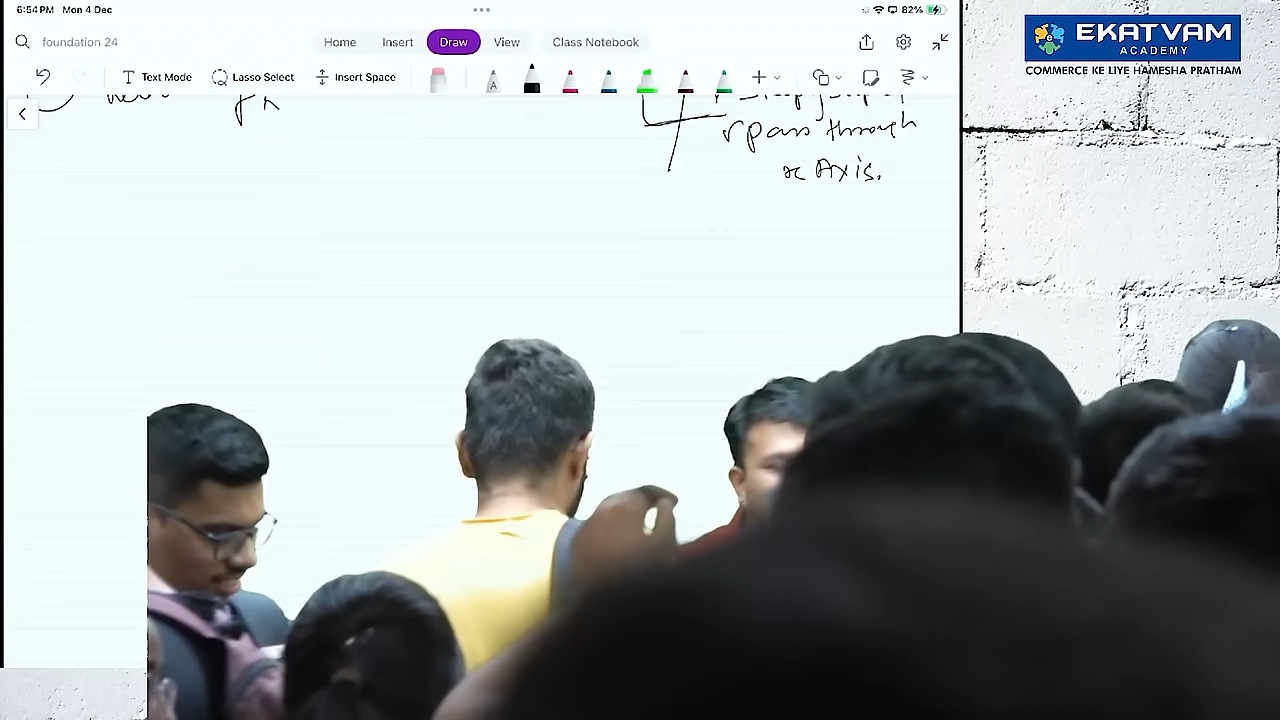 6:54 PM Mon 4 Dec
82%
foundation 24
Home Insert Draw View Class Notebook
Text Mode Lasso Select Insert Space
A
pass through
x Axis.
EKATVAM
ACADEMY
COMMERCE KE LIYE HAMESHA PRATHAM